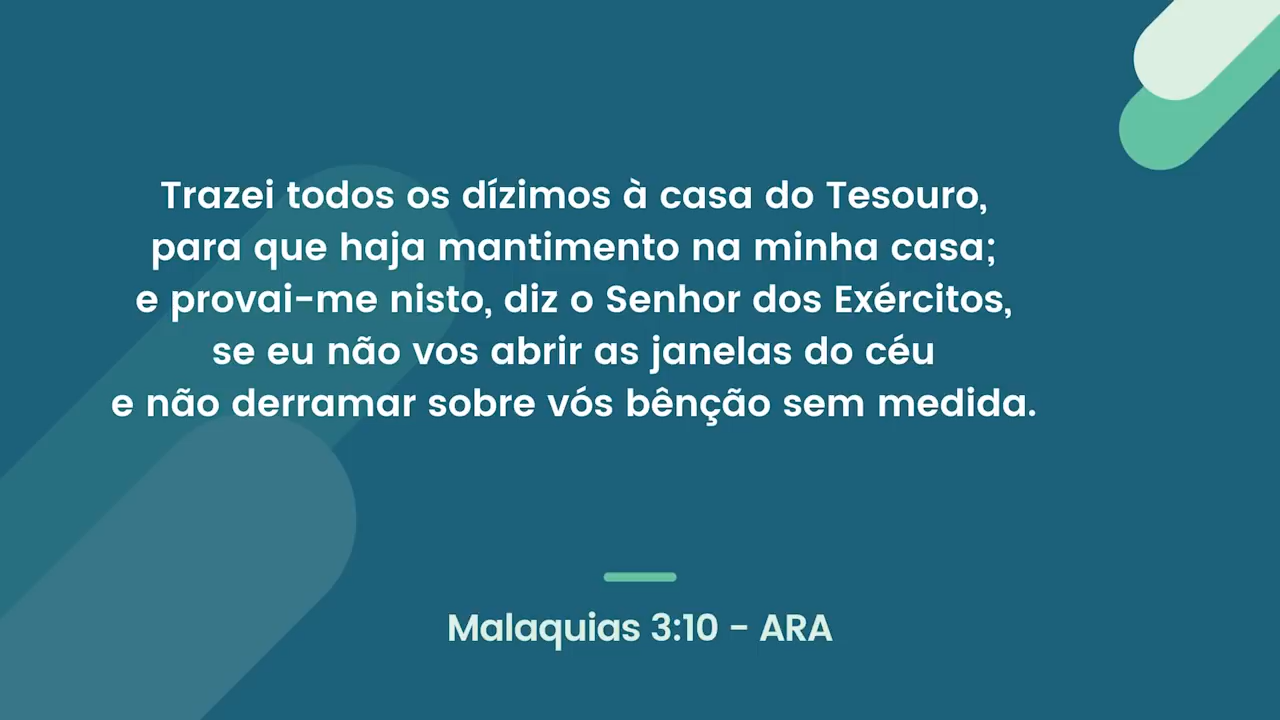 Trazei todos os dízimos à casa do Tesouro,
para que haja mantimento na minha casa;
e provai-me nisto, diz o Senhor dos Exércitos,
se eu não vos abrir as janelas do céu
e não derramar sobre vós bênção sem medida.
Malaquias 3:10 - ARA